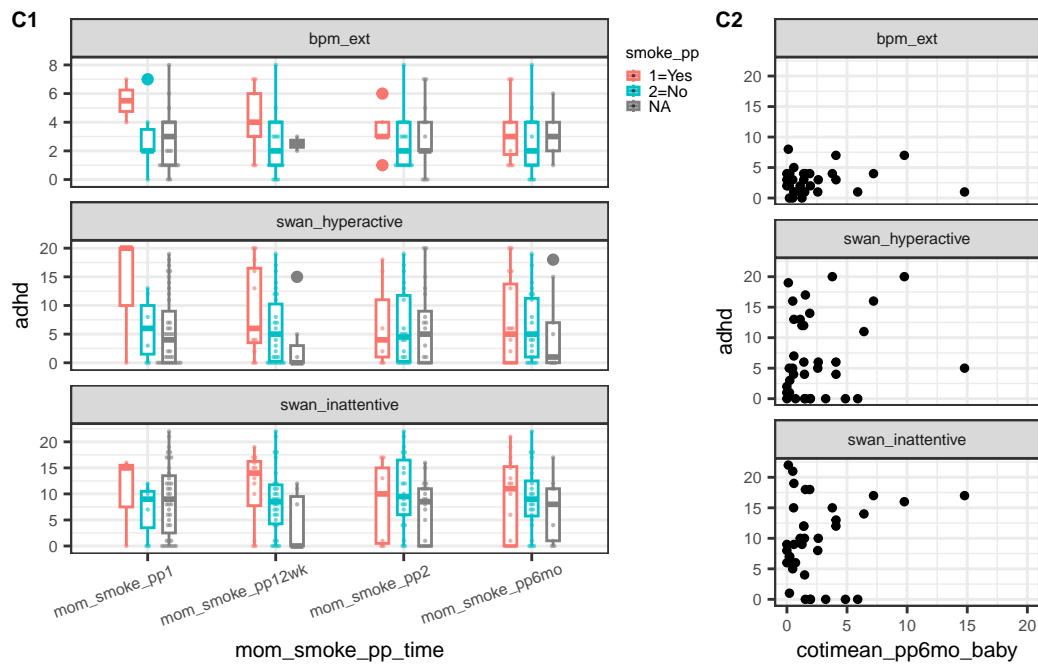 C1
bpm_ext
8
6
4
2
0
swan_hyperactive
20
15
10
5
0
swan_inattentive
20
15
10
5
0
adhd
mom_smoke_pp1
mom_smoke_pp12wk
mom_smoke_pp2
mom_smoke_pp6mo
mom_smoke_pp_time
smoke_pp
1=Yes
2=No
NA
C2
bpm_ext
20
15
10
5
0
swan_hyperactive
20
15
10
5
0
swan_inattentive
20
15
10
5
0
adhd
0 5 10 15 20
cotimean_pp6mo_baby